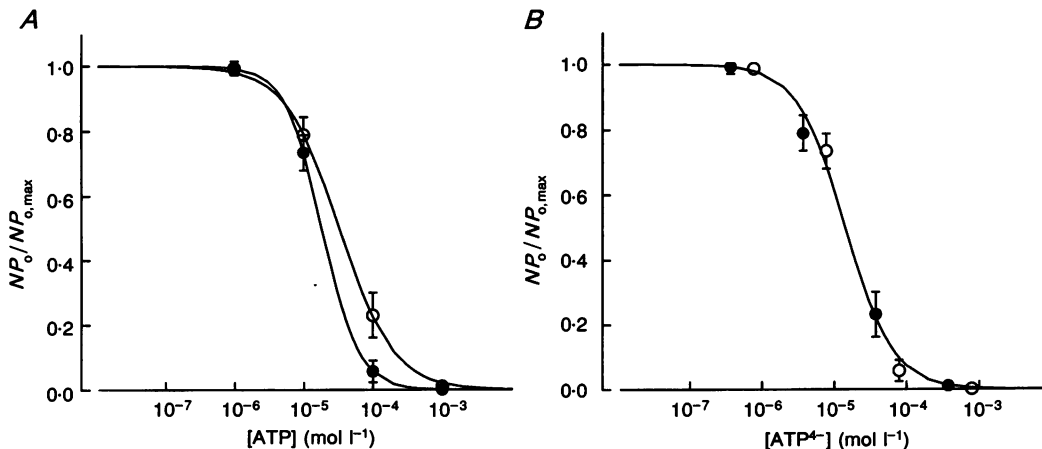 A
NPo/NPo,max
1·0
0·8
0·6
0·4
0·2
0·0
10⁻⁷ 10⁻⁶ 10⁻⁵ 10⁻⁴ 10⁻³
[ATP] (mol l⁻¹)
B
NPo/NPo,max
1·0
0·8
0·6
0·4
0·2
0·0
10⁻⁷ 10⁻⁶ 10⁻⁵ 10⁻⁴ 10⁻³
[ATP⁴⁻] (mol l⁻¹)